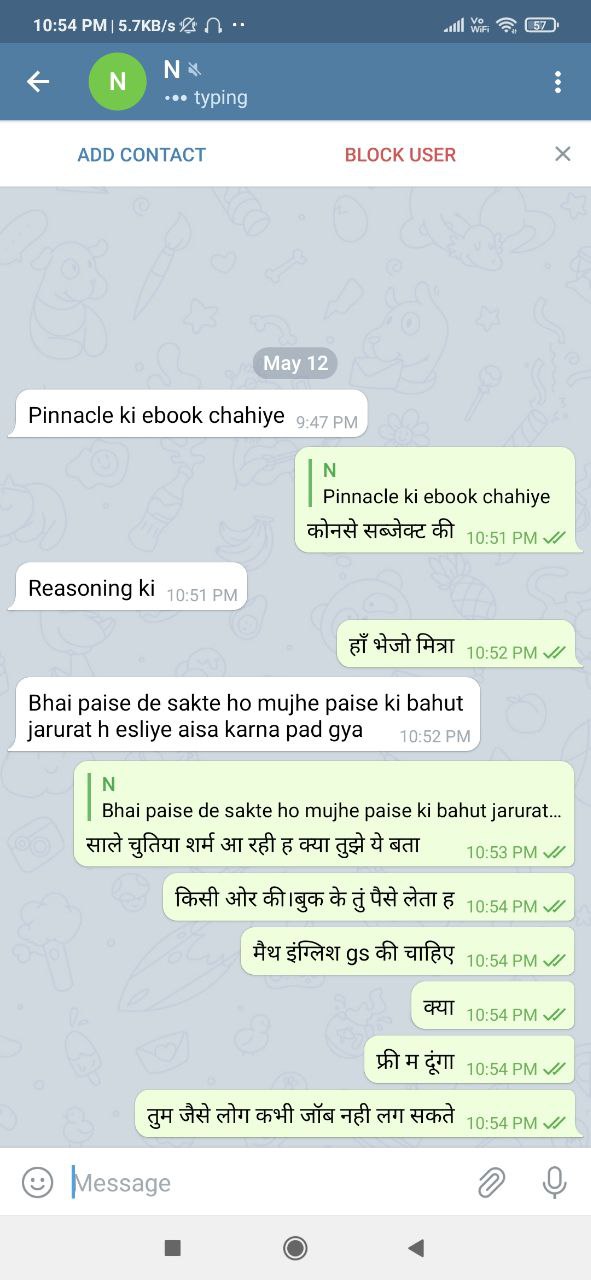 10:54 PM | 5.7KB/s
Vo
WiFi
57
N
N
••• typing
ADD CONTACT
BLOCK USER
May 12
Pinnacle ki ebook chahiye 9:47 PM
N
Pinnacle ki ebook chahiye
कोनसे सब्जेक्ट की 10:51 PM
Reasoning ki 10:51 PM
हाँ भेजो मित्रा 10:52 PM
Bhai paise de sakte ho mujhe paise ki bahut
jarurat h esliye aisa karna pad gya 10:52 PM
N
Bhai paise de sakte ho mujhe paise ki bahut jarurat...
साले चुतिया शर्म आ रही ह क्या तुझे ये बता 10:53 PM
किसी ओर की।बुक के तुं पैसे लेता ह 10:54 PM
मैथ इंग्लिश gs की चाहिए 10:54 PM
क्या 10:54 PM
फ्री म दूंगा 10:54 PM
तुम जैसे लोग कभी जॉब नही लग सकते 10:54 PM
Message